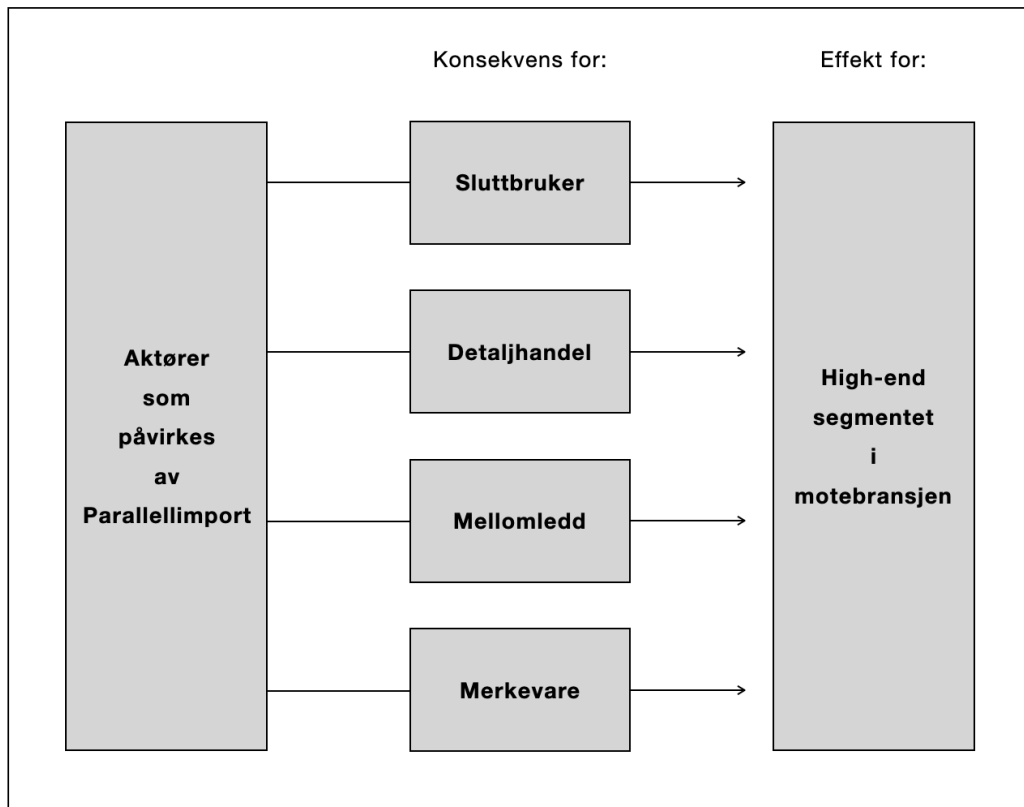 Konsekvens for:
Effekt for:
Aktører
som
påvirkes
av
Parallellimport
Sluttbruker
Detaljhandel
Mellomledd
Merkevare
High-end
segmentet
i
motebransjen